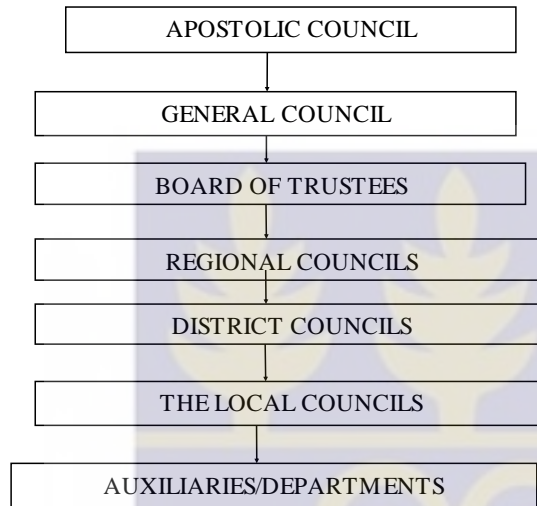 APOSTOLIC COUNCIL
GENERAL COUNCIL
BOARD OF TRUSTEES
REGIONAL COUNCILS
DISTRICT COUNCILS
THE LOCAL COUNCILS
AUXILIARIES/DEPARTMENTS